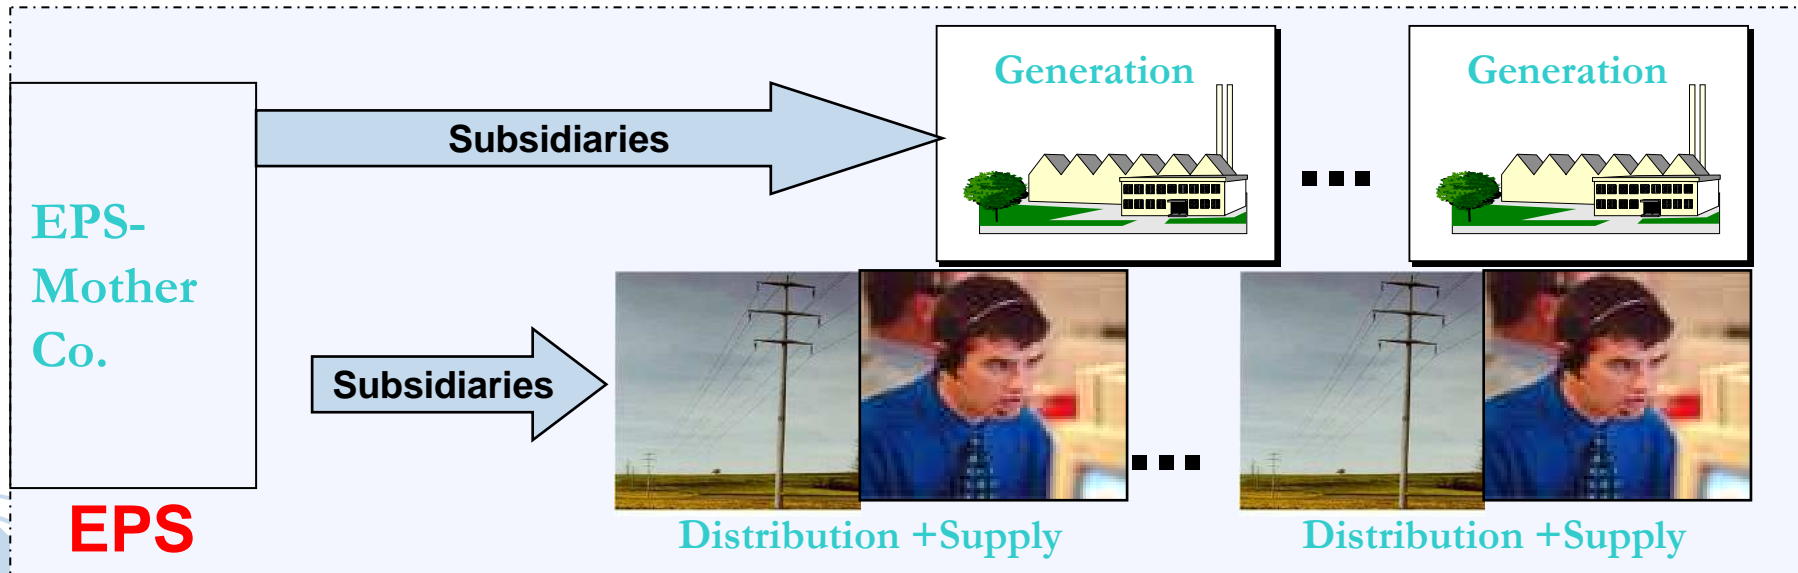 Generation
Generation
Subsidiaries
EPS-
Mother
Co.
Subsidiaries
EPS
Distribution +Supply
Distribution +Supply